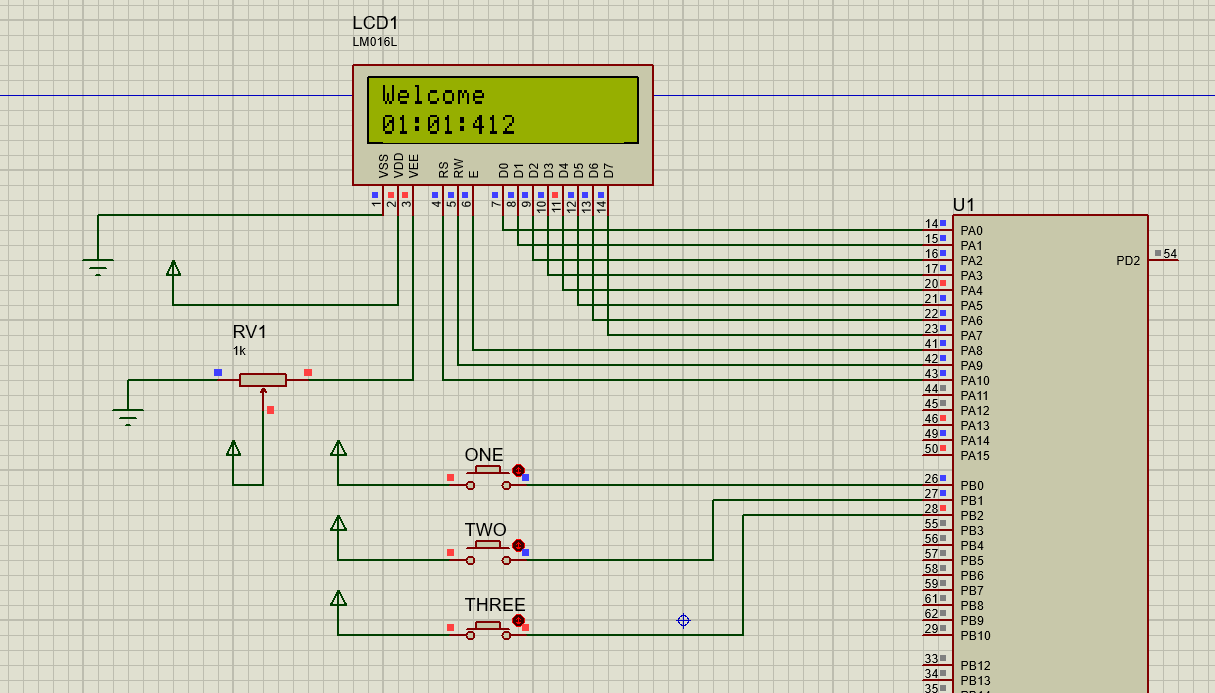 LCD1
LM016L
Welcome
01:01:412
VSS VDD VEE RS RW E D0 D1 D2 D3 D4 D5 D6 D7
1 2 3 4 5 6 7 8 9 10 11 12 13 14
U1
14 PA0
15 PA1
16 PA2
PD2 54
17 PA3
20 PA4
21 PA5
22 PA6
23 PA7
41 PA8
42 PA9
43 PA10
44 PA11
45 PA12
46 PA13
49 PA14
50 PA15
RV1
1k
ONE
26 PB0
27 PB1
28 PB2
TWO
55 PB3
56 PB4
57 PB5
58 PB6
59 PB7
THREE
61 PB8
62 PB9
29 PB10
33 PB12
34 PB13
35